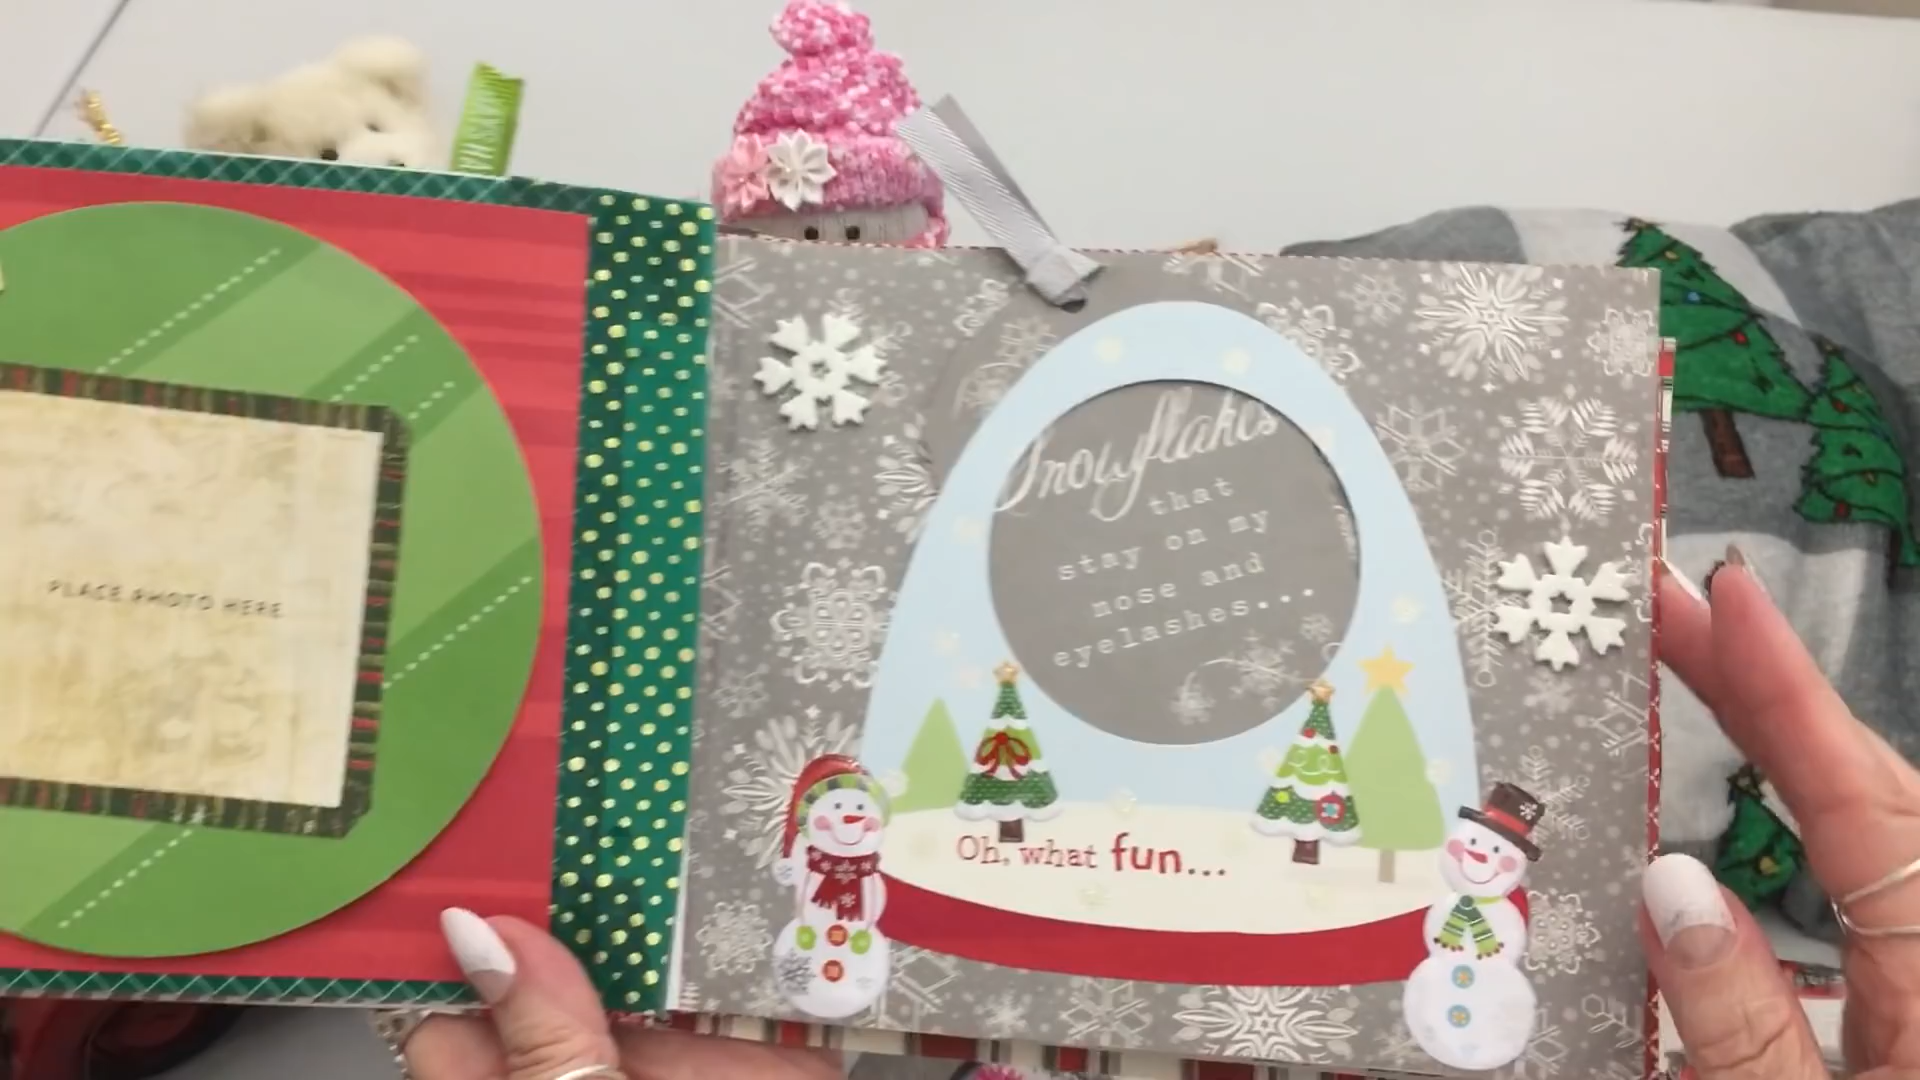 PLACE PHOTO HERE
Snowflakes
that
stay on my
nose and
eyelashes...
Oh, what fun...